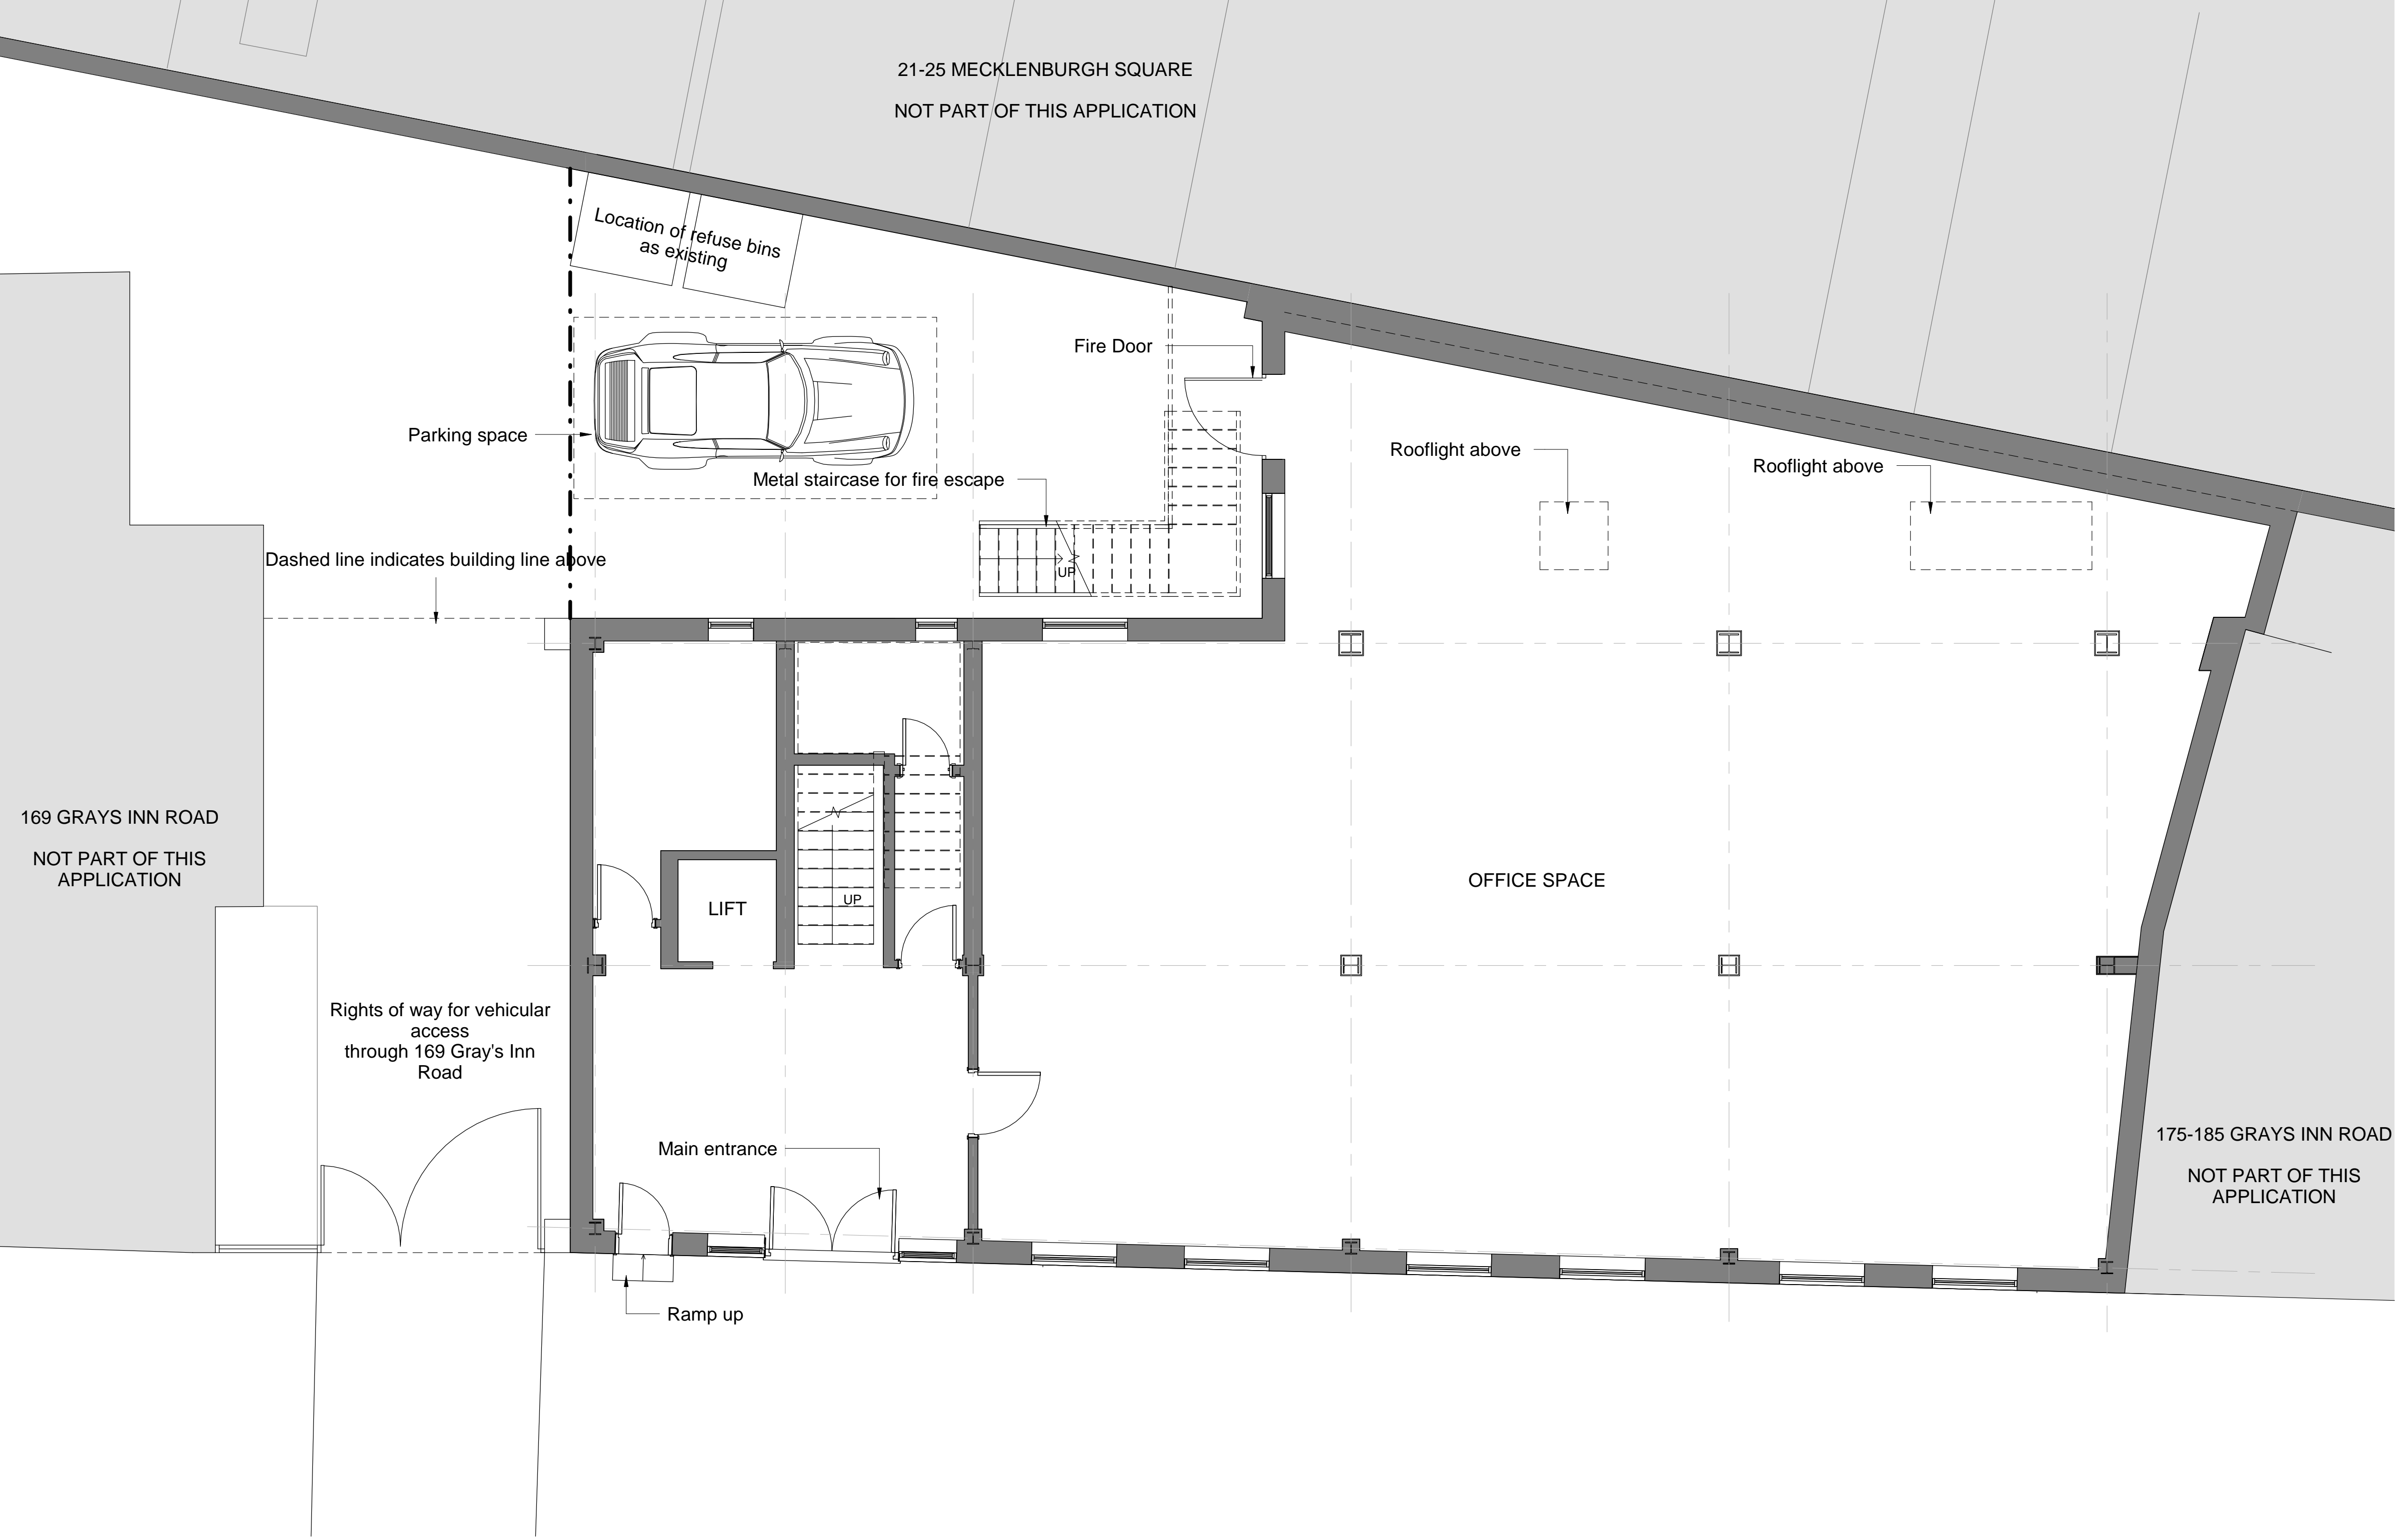 21-25 MECKLENBURGH SQUARE
NOT PART OF THIS APPLICATION
Location of refuse bins
as existing
Fire Door
Parking space
Rooflight above
Rooflight above
Metal staircase for fire escape
Dashed line indicates building line above
UP
169 GRAYS INN ROAD
NOT PART OF THIS
APPLICATION
LIFT
UP
OFFICE SPACE
Rights of way for vehicular
access
through 169 Gray's Inn
Road
Main entrance
175-185 GRAYS INN ROAD
NOT PART OF THIS
APPLICATION
Ramp up